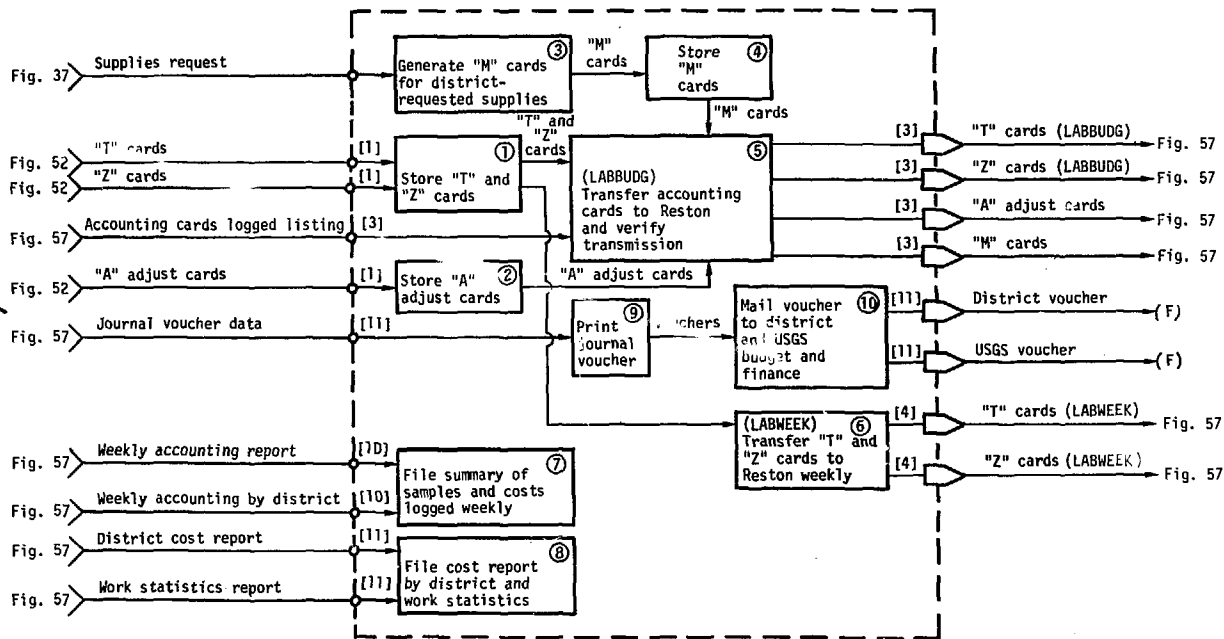 Fig. 37
Supplies request
③
Generate "M" cards
for district-
requested supplies
"M"
cards
④
Store
"M"
cards
"M" cards
Fig. 52
"T" cards
[1]
Fig. 52
"Z" cards
[1]
①
Store "T" and
"Z" cards
"T" and
"Z"
cards
⑤
(LABBUDG)
Transfer accounting
cards to Reston
and verify
transmission
[3]
"T" cards (LABBUDG)
Fig. 57
[3]
"Z" cards (LABBUDG)
Fig. 57
[3]
"A" adjust cards
Fig. 57
[3]
"M" cards
Fig. 57
Fig. 57
Accounting cards logged listing
[3]
Fig. 52
"A" adjust cards
[1]
②
Store "A"
adjust cards
"A" adjust cards
Fig. 57
Journal voucher data
[11]
⑨
Print
journal
voucher
⑩
Mail voucher
to district
and USGS
budget and
finance
[11]
District voucher
(F)
[11]
USGS voucher
(F)
(LABWEEK)
⑥
Transfer "T" and
"Z" cards to
Reston weekly
[4]
"T" cards (LABWEEK)
Fig. 57
[4]
"Z" cards (LABWEEK)
Fig. 57
Fig. 57
Weekly accounting report
[10]
Fig. 57
Weekly accounting by district
[10]
⑦
File summary of
samples and costs
logged weekly
Fig. 57
District cost report
[11]
Fig. 57
Work statistics report
[11]
⑧
File cost report
by district and
work statistics